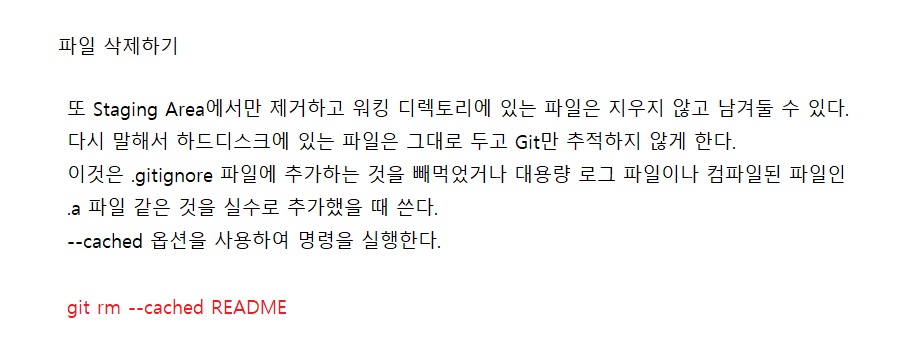 파일 삭제하기
또 Staging Area에서만 제거하고 워킹 디렉토리에 있는 파일은 지우지 않고 남겨둘 수 있다.
다시 말해서 하드디스크에 있는 파일은 그대로 두고 Git만 추적하지 않게 한다.
이것은 .gitignore 파일에 추가하는 것을 빼먹었거나 대용량 로그 파일이나 컴파일된 파일인
.a 파일 같은 것을 실수로 추가했을 때 쓴다.
--cached 옵션을 사용하여 명령을 실행한다.
git rm --cached README